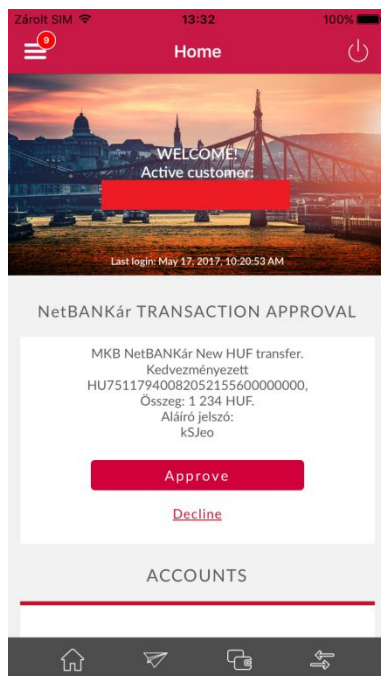 Zárolt SIM 13:32 100%
9
Home
WELCOME!
Active customer:
Last login: May 17, 2017, 10:20:53 AM
NetBANKár TRANSACTION APPROVAL
MKB NetBANKár New HUF transfer.
Kedvezményezett
HU75117940082052155600000000,
Összeg: 1 234 HUF.
Aláíró jelszó:
kSJeo
Approve
Decline
ACCOUNTS